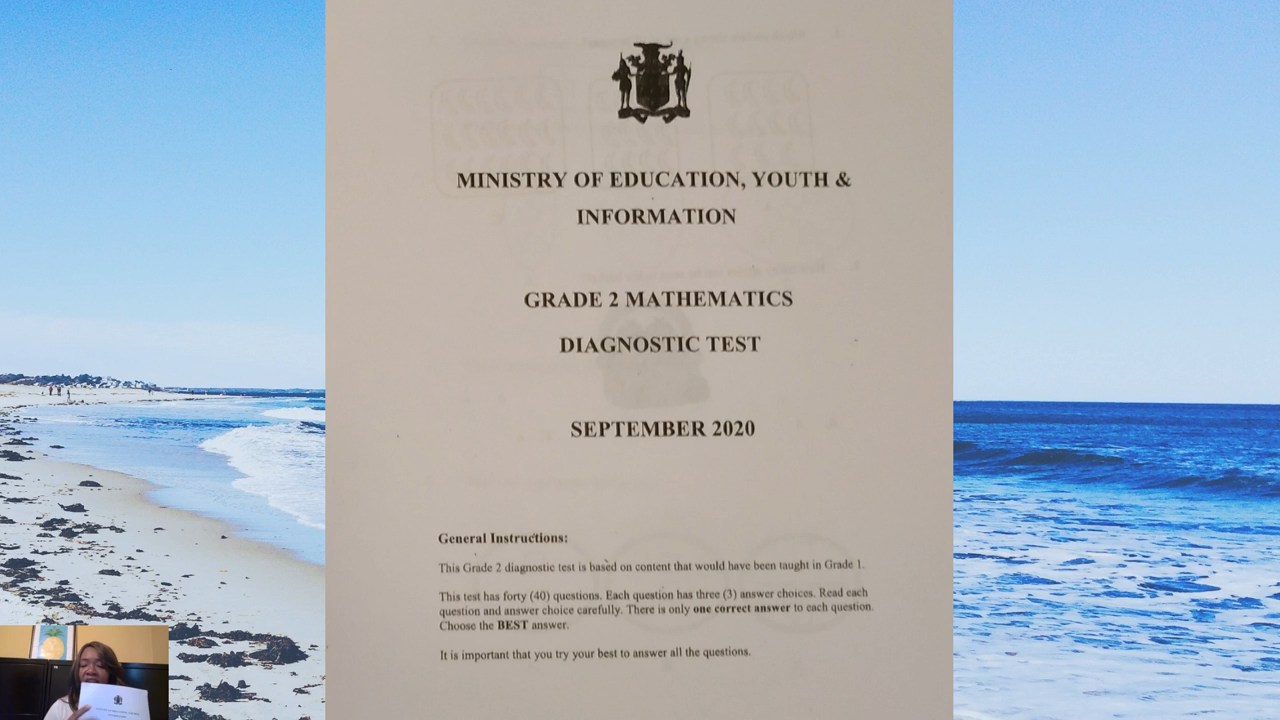 MINISTRY OF EDUCATION, YOUTH &
INFORMATION
GRADE 2 MATHEMATICS
DIAGNOSTIC TEST
SEPTEMBER 2020
General Instructions:
This Grade 2 diagnostic test is based on content that would have been taught in Grade 1.
This test has forty (40) questions. Each question has three (3) answer choices. Read each
question and answer choice carefully. There is only one correct answer to each question.
Choose the BEST answer.
It is important that you try your best to answer all the questions.